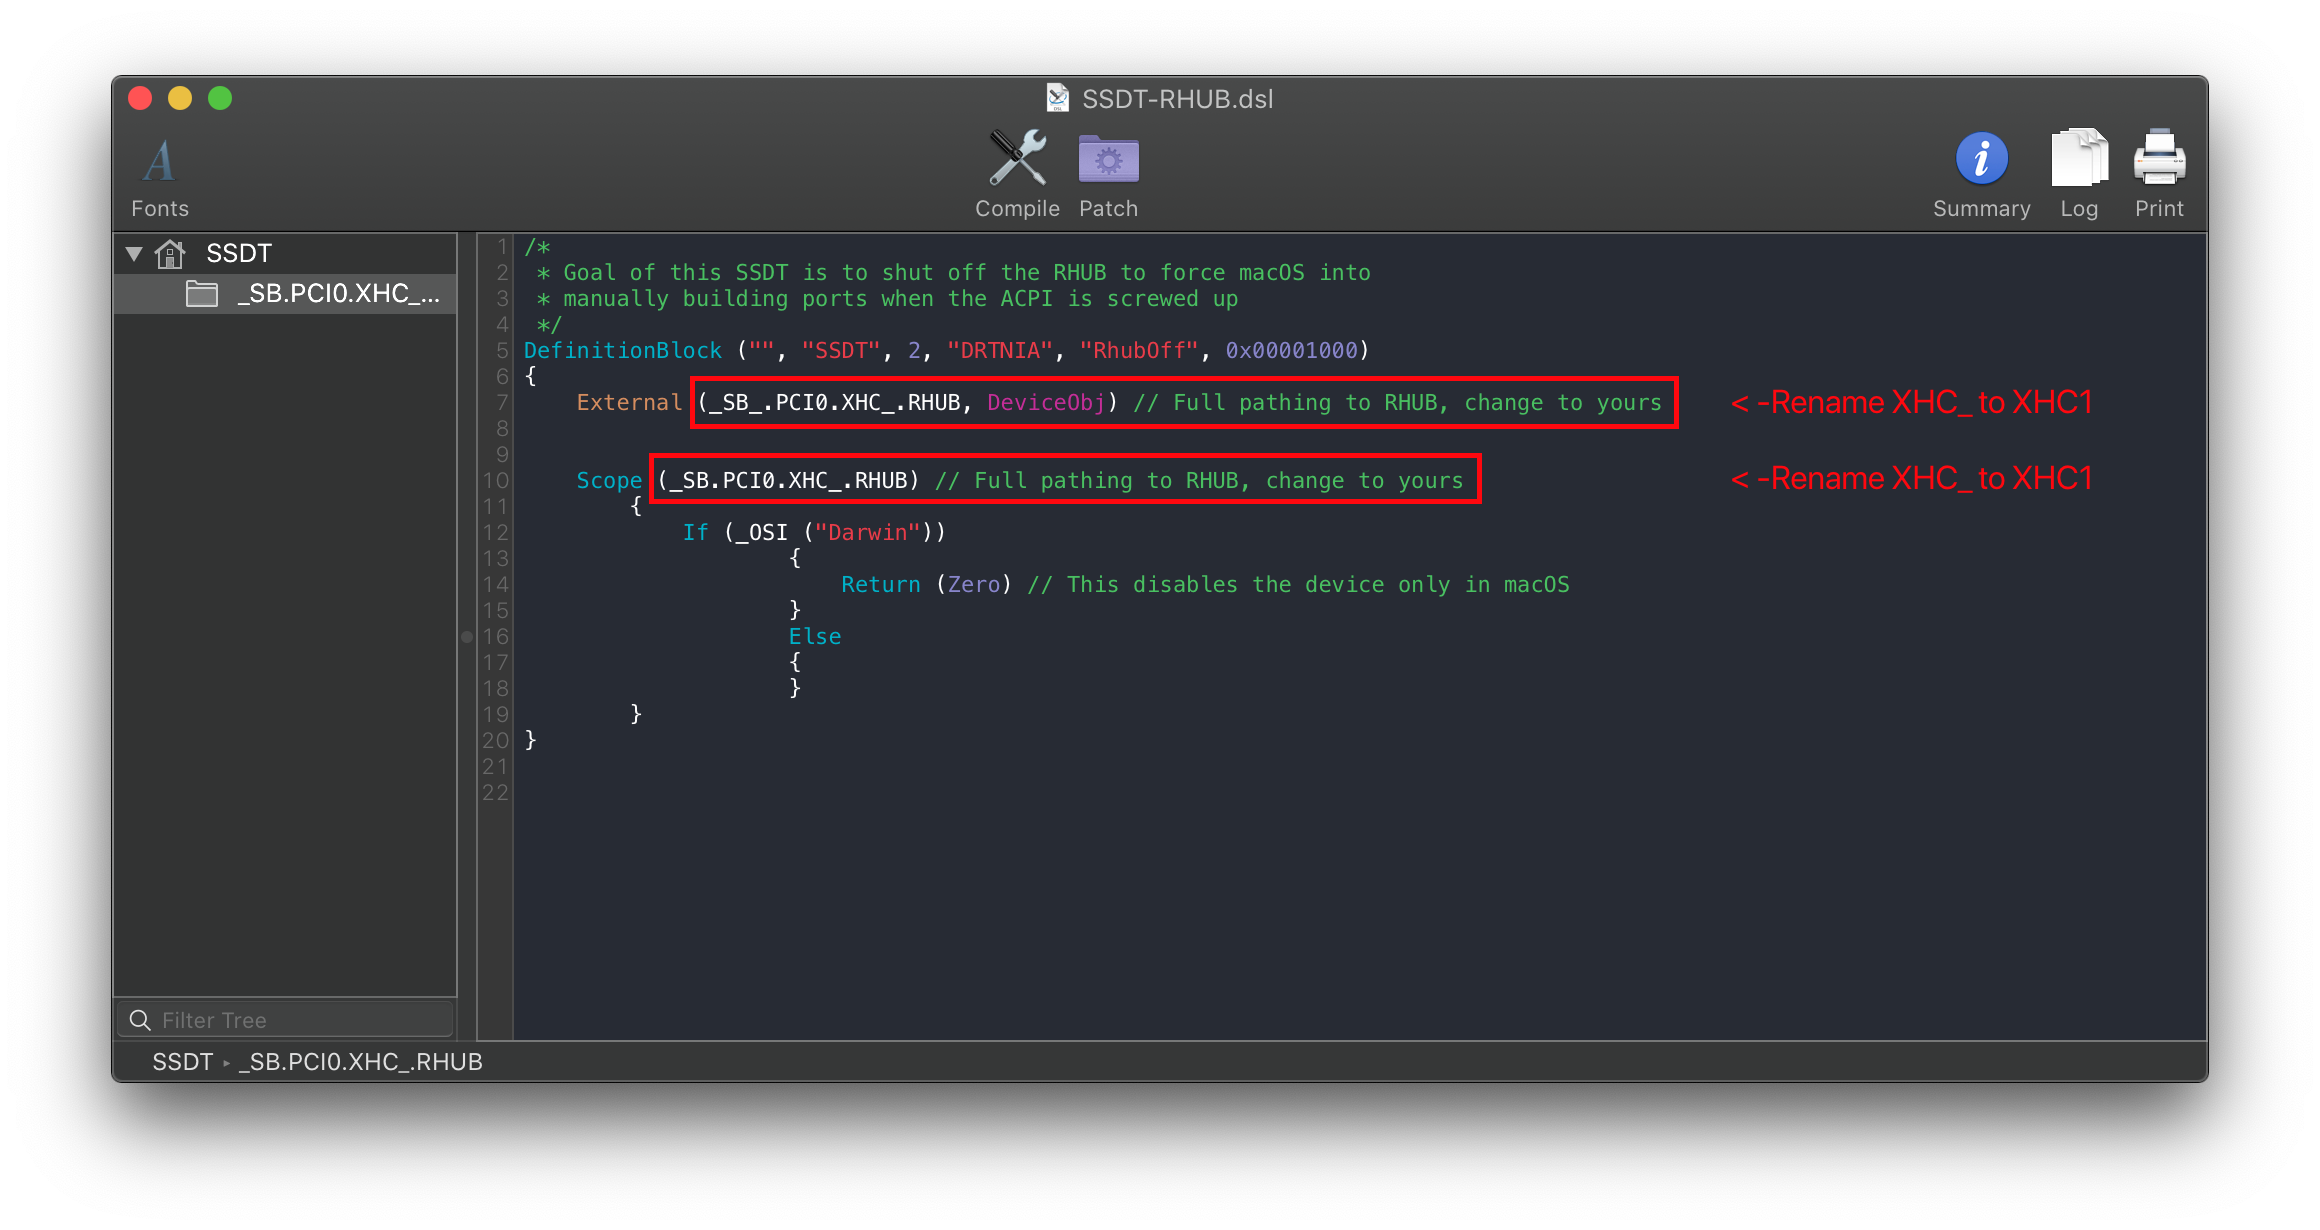 SSDT-RHUB.dsl
Fonts
Compile
Patch
Summary
Log
Print
SSDT
_SB.PCI0.XHC_...
1 /*
2 * Goal of this SSDT is to shut off the RHUB to force macOS into
3 * manually building ports when the ACPI is screwed up
4 */
5 DefinitionBlock ("", "SSDT", 2, "DRTNIA", "RhubOff", 0x00001000)
6 {
7 External (_SB_.PCI0.XHC_.RHUB, DeviceObj) // Full pathing to RHUB, change to yours < -Rename XHC_ to XHC1
8
9
10 Scope (_SB.PCI0.XHC_.RHUB) // Full pathing to RHUB, change to yours < -Rename XHC_ to XHC1
11 {
12 If (_OSI ("Darwin"))
13 {
14 Return (Zero) // This disables the device only in macOS
15 }
16 Else
17 {
18 }
19 }
20 }
21
22
Filter Tree
SSDT ▸ _SB.PCI0.XHC_.RHUB